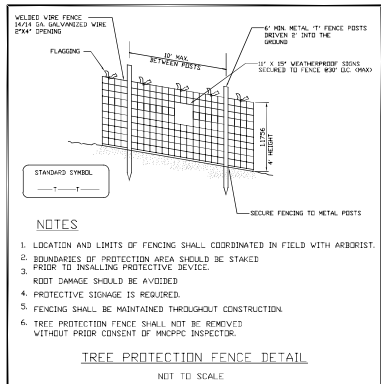 WELDED WIRE FENCE
14/14 GA. GALVANIZED WIRE
2"X4" OPENING
FLAGGING
10' MAX.
BETWEEN POSTS
6' MIN. METAL 'T' FENCE POSTS
DRIVEN 2' INTO THE
GROUND
11" X 15" WEATHERPROOF SIGNS
SECURED TO FENCE @30' O.C. (MAX)
11756
4' HEIGHT
STANDARD SYMBOL
T T
SECURE FENCING TO METAL POSTS
NOTES
1. LOCATION AND LIMITS OF FENCING SHALL COORDINATED IN FIELD WITH ARBORIST.
2. BOUNDARIES OF PROTECTION AREA SHOULD BE STAKED
PRIOR TO INSALLING PROTECTIVE DEVICE.
3. ROOT DAMAGE SHOULD BE AVOIDED
4. PROTECTIVE SIGNAGE IS REQUIRED.
5. FENCING SHALL BE MAINTAINED THROUGHOUT CONSTRUCTION.
6. TREE PROTECTION FENCE SHALL NOT BE REMOVED
WITHOUT PRIOR CONSENT OF MNCPPC INSPECTOR.
TREE PROTECTION FENCE DETAIL
NOT TO SCALE